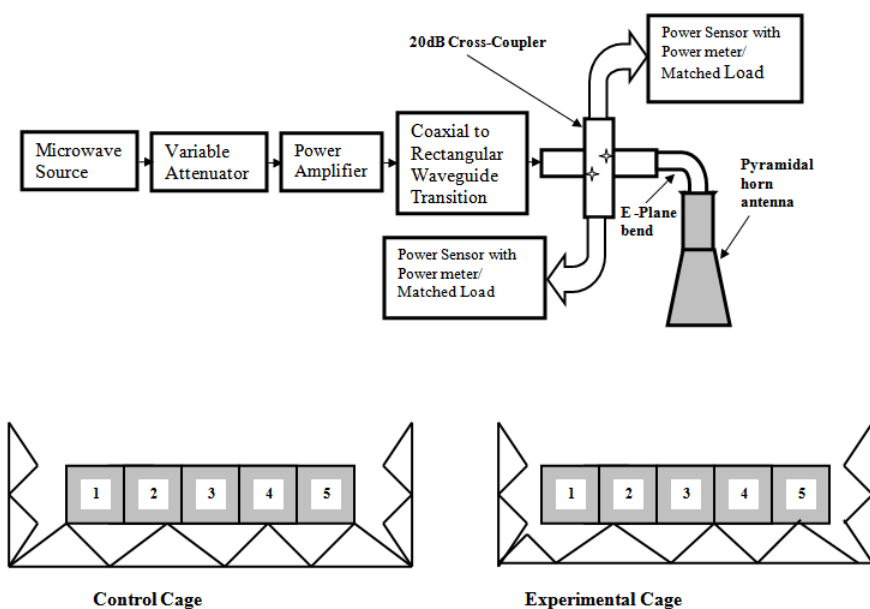 20dB Cross-Coupler
Power Sensor with
Power meter/
Matched Load
Microwave
Source
Variable
Attenuator
Power
Amplifier
Coaxial to
Rectangular
Waveguide
Transition
E -Plane
bend
Pyramidal
horn
antenna
Power Sensor with
Power meter/
Matched Load
1 2 3 4 5
Control Cage
1 2 3 4 5
Experimental Cage